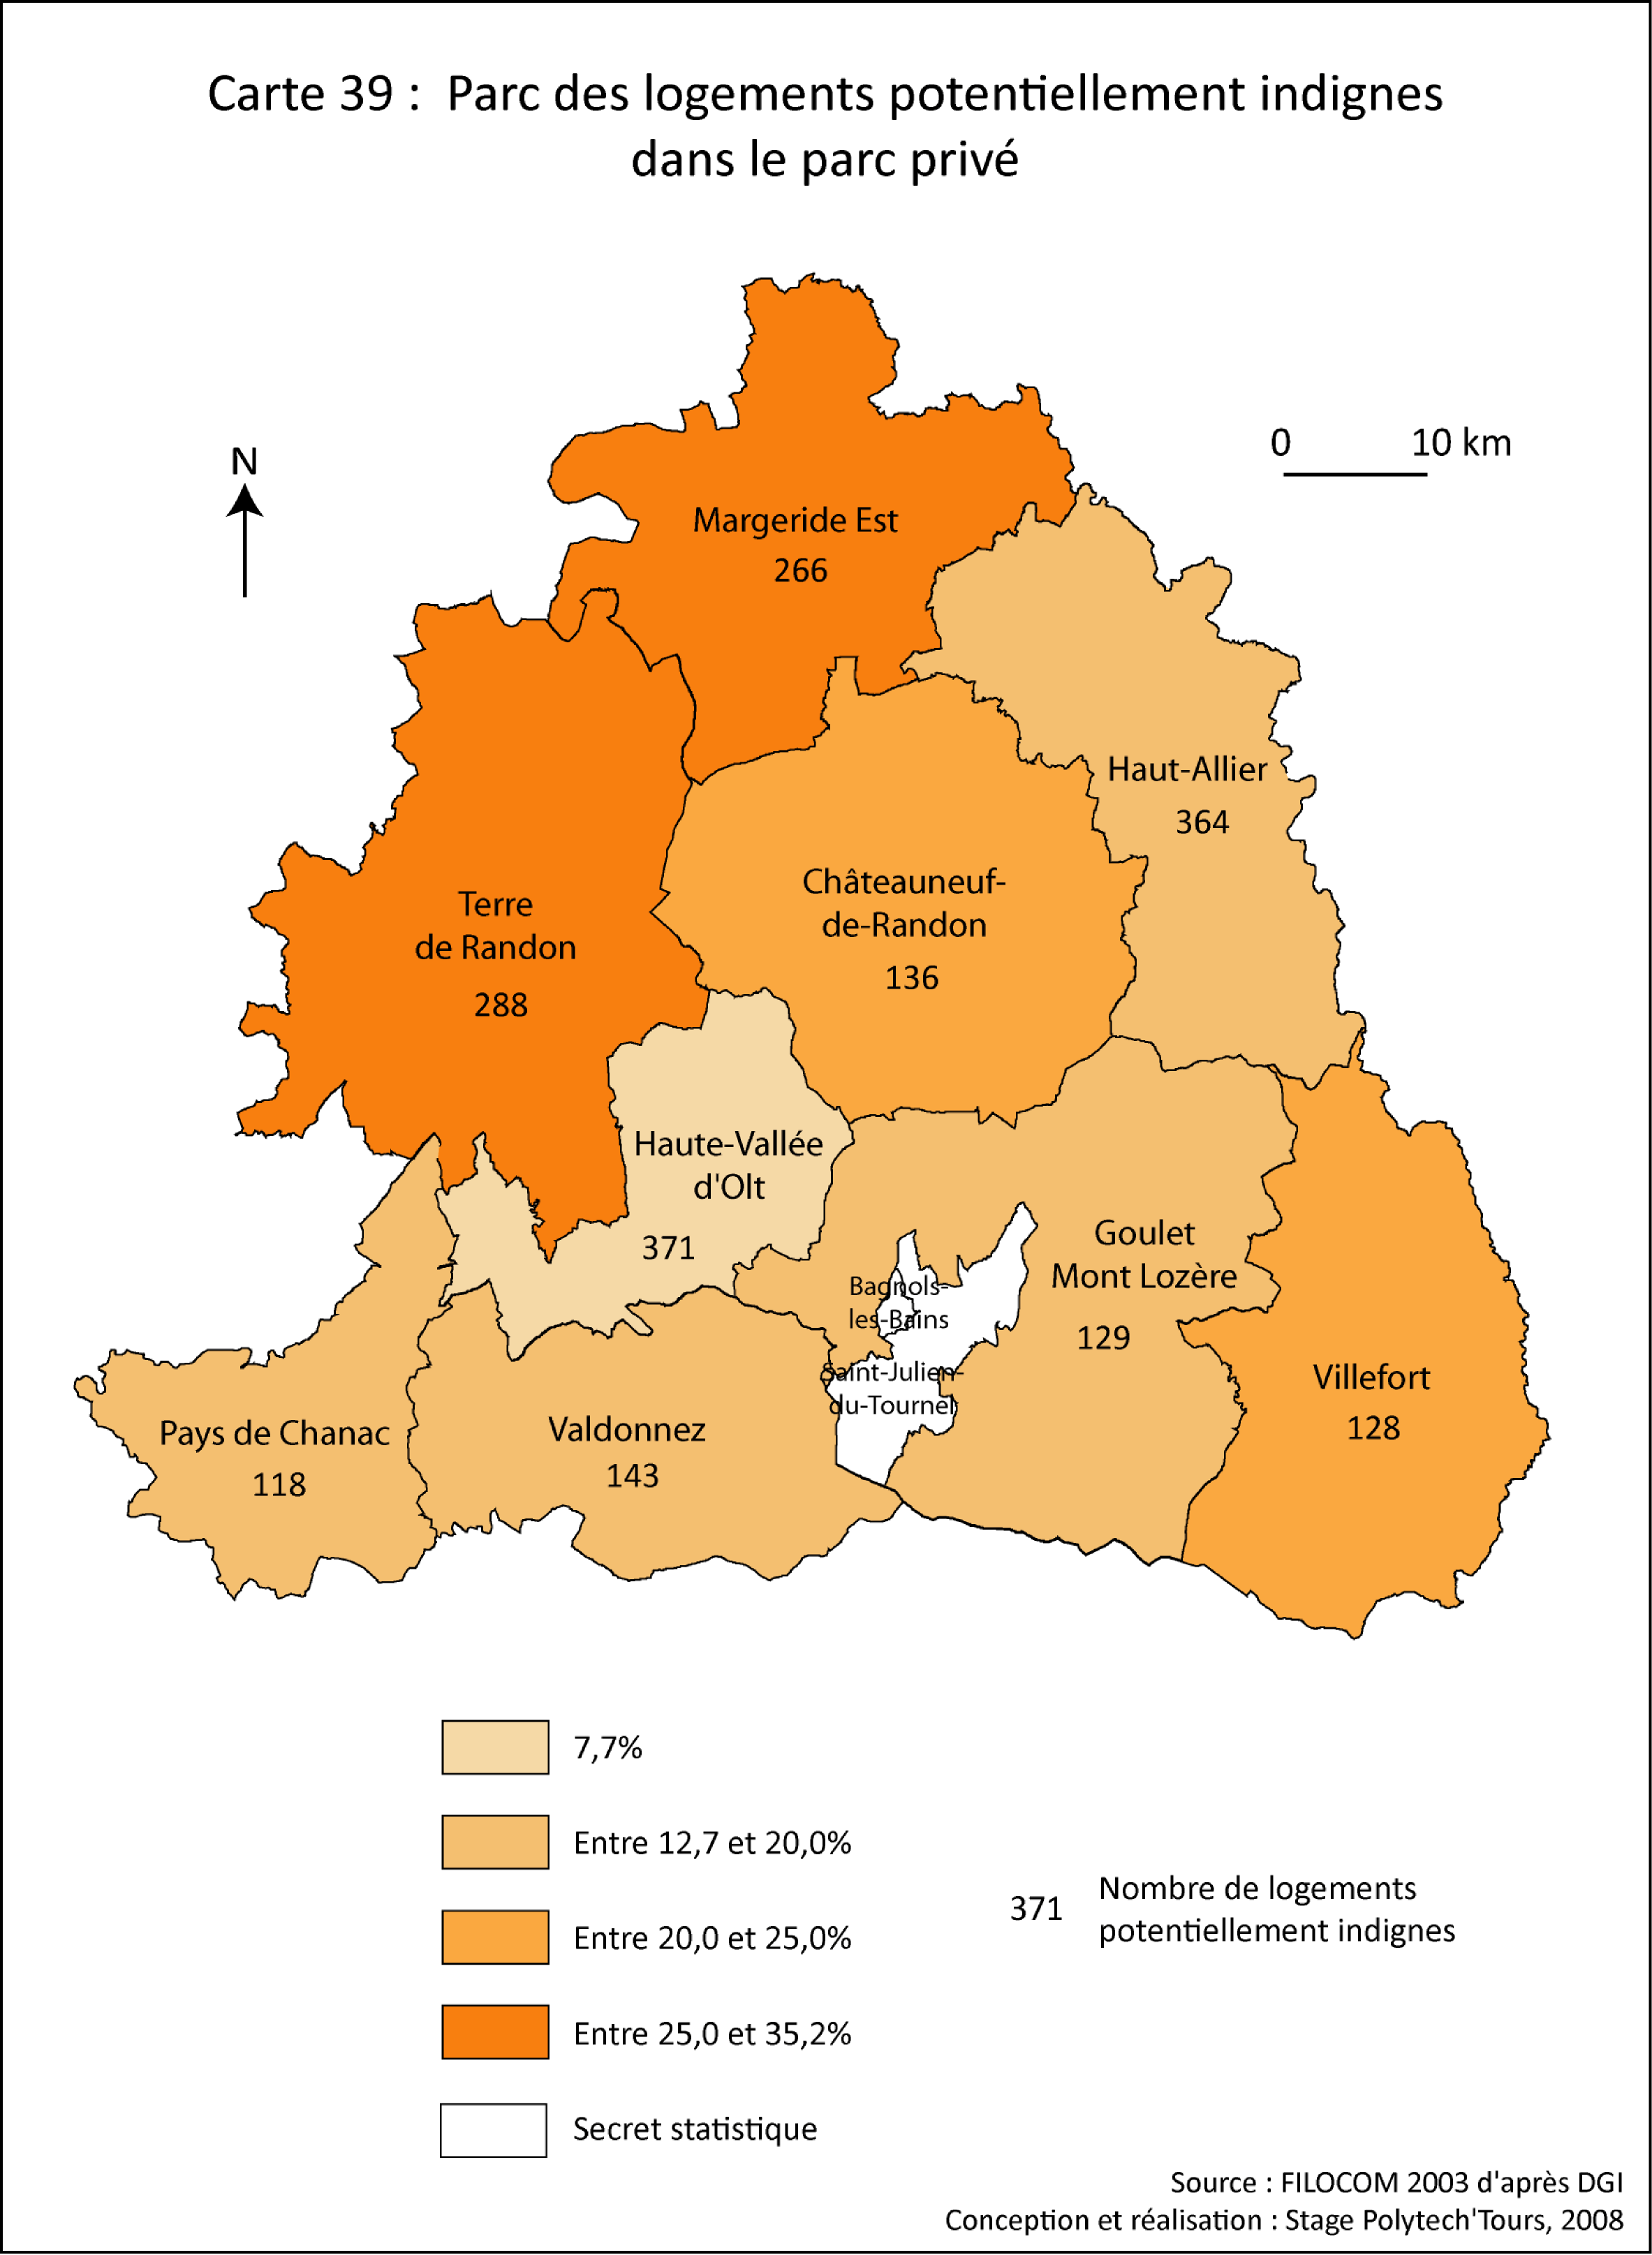 Carte 39 :  Parc des logements potentiellement indignes
dans le parc privé
N
0 10 km
Margeride Est
266
Haut-Allier
364
Châteauneuf-
de-Randon
136
Terre
de Randon
288
Haute-Vallée
d'Olt
371
Goulet
Mont Lozère
129
Bagnols-
les-Bains
Saint-Julien-
du-Tournel
Villefort
128
Pays de Chanac
118
Valdonnez
143
7,7%
Entre 12,7 et 20,0%
Entre 20,0 et 25,0%
Entre 25,0 et 35,2%
Secret statistique
371
Nombre de logements
potentiellement indignes
Source : FILOCOM 2003 d'après DGI
Conception et réalisation : Stage Polytech'Tours, 2008